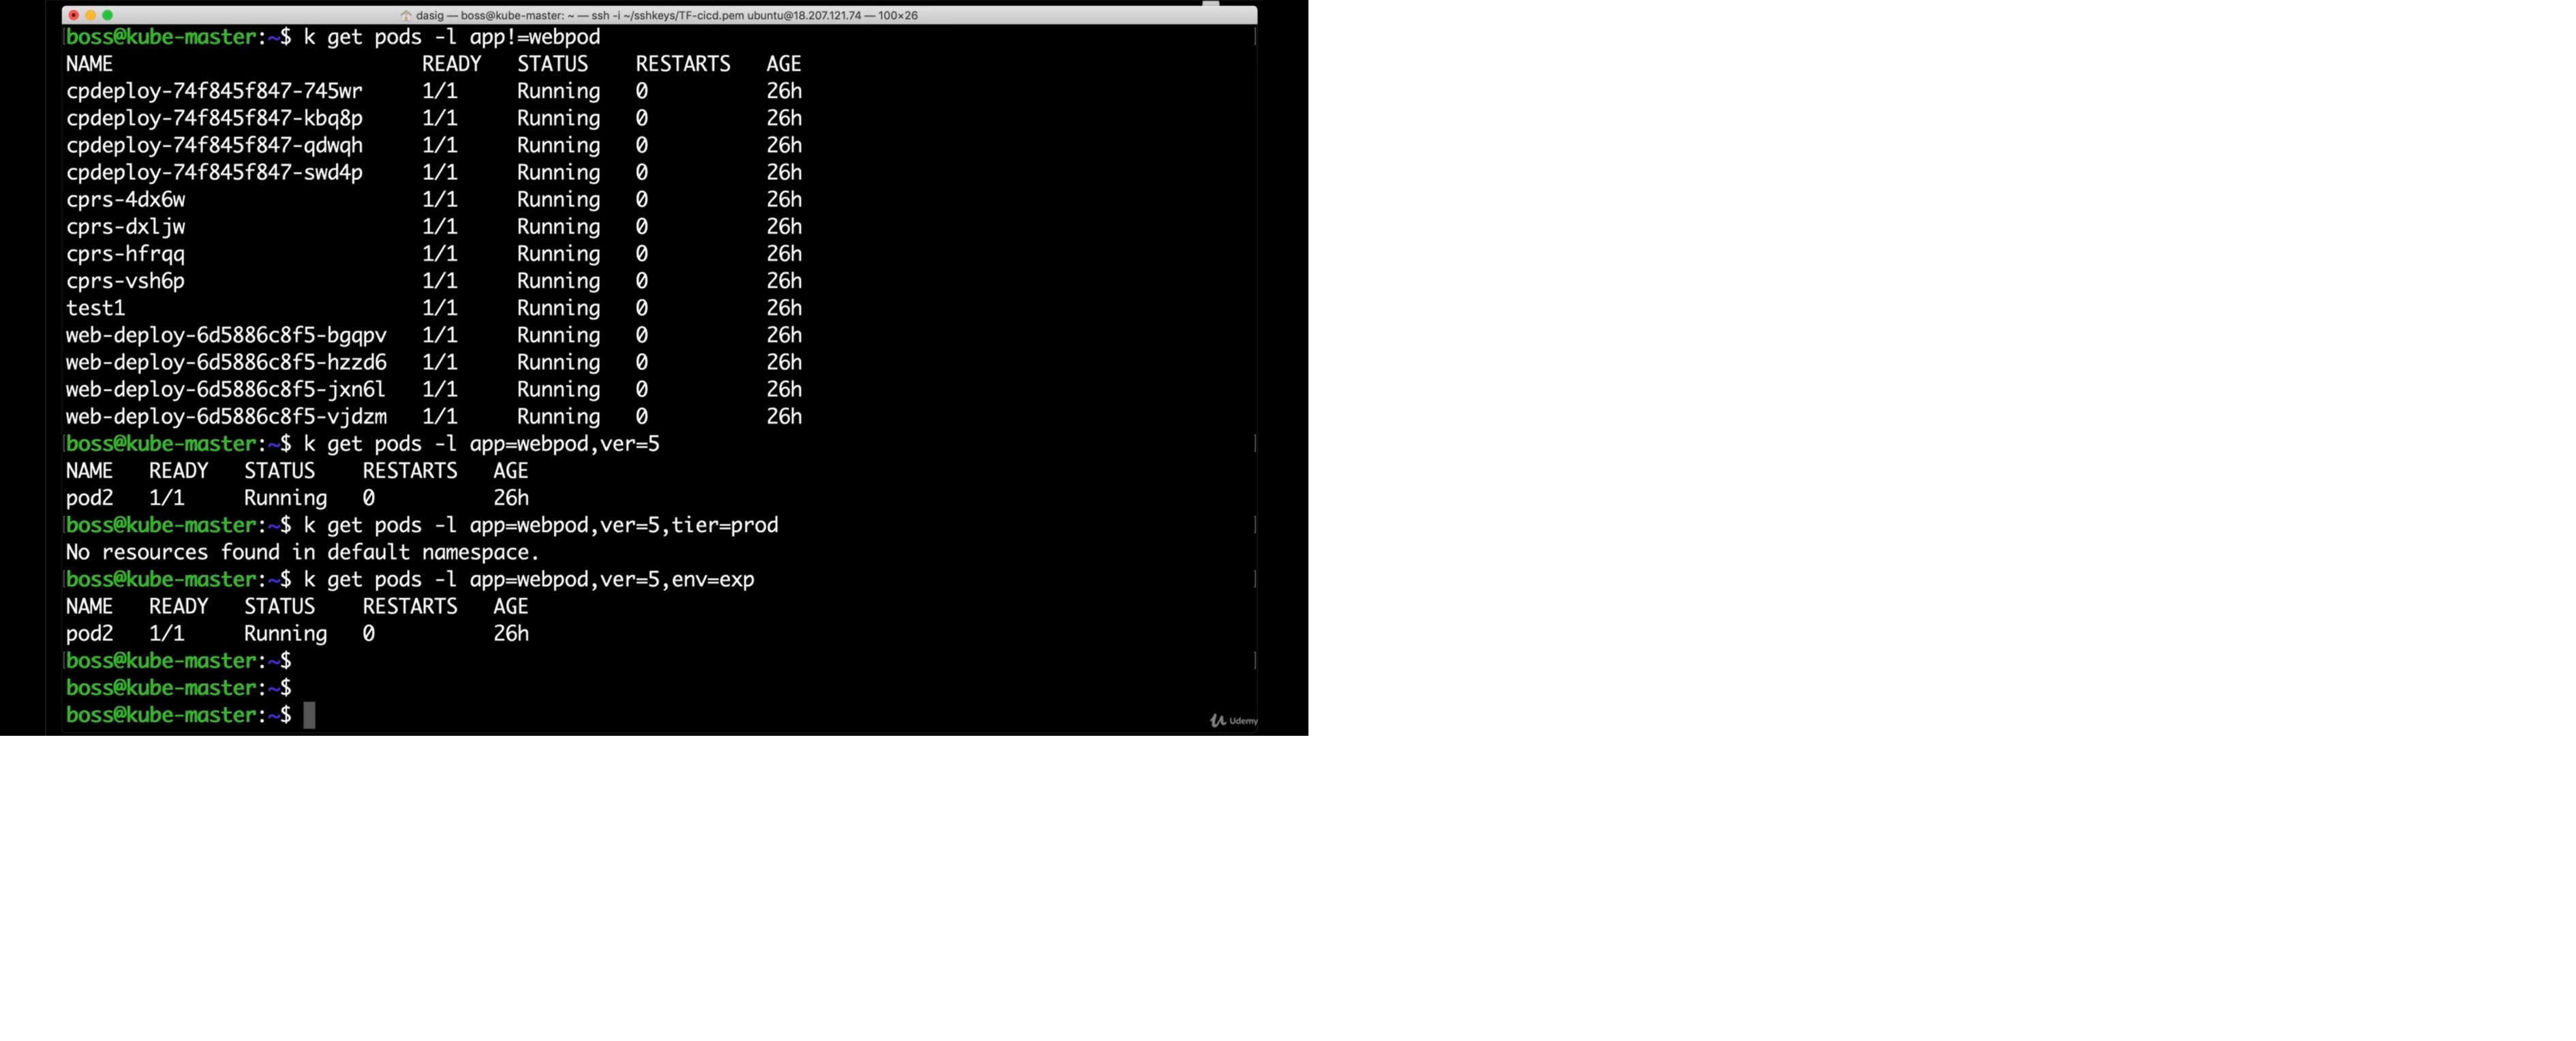 dasig — boss@kube-master: ~ — ssh -i ~/sshkeys/TF-cicd.pem ubuntu@18.207.121.74 — 100×26
boss@kube-master:~$ k get pods -l app!=webpod
NAME READY STATUS RESTARTS AGE
cpdeploy-74f845f847-745wr 1/1 Running 0 26h
cpdeploy-74f845f847-kbq8p 1/1 Running 0 26h
cpdeploy-74f845f847-qdwqh 1/1 Running 0 26h
cpdeploy-74f845f847-swd4p 1/1 Running 0 26h
cprs-4dx6w 1/1 Running 0 26h
cprs-dxljw 1/1 Running 0 26h
cprs-hfrqq 1/1 Running 0 26h
cprs-vsh6p 1/1 Running 0 26h
test1 1/1 Running 0 26h
web-deploy-6d5886c8f5-bgqpv 1/1 Running 0 26h
web-deploy-6d5886c8f5-hzzd6 1/1 Running 0 26h
web-deploy-6d5886c8f5-jxn6l 1/1 Running 0 26h
web-deploy-6d5886c8f5-vjdzm 1/1 Running 0 26h
boss@kube-master:~$ k get pods -l app=webpod,ver=5
NAME READY STATUS RESTARTS AGE
pod2 1/1 Running 0 26h
boss@kube-master:~$ k get pods -l app=webpod,ver=5,tier=prod
No resources found in default namespace.
boss@kube-master:~$ k get pods -l app=webpod,ver=5,env=exp
NAME READY STATUS RESTARTS AGE
pod2 1/1 Running 0 26h
boss@kube-master:~$
boss@kube-master:~$
boss@kube-master:~$
Udemy